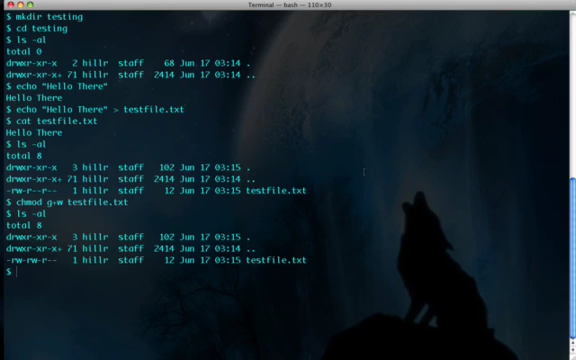 Terminal — bash — 110×30
$ mkdir testing
$ cd testing
$ ls -al
total 0
drwxr-xr-x   2 hillr  staff    68 Jun 17 03:14 .
drwxr-xr-x+ 71 hillr  staff  2414 Jun 17 03:14 ..
$ echo "Hello There"
Hello There
$ echo "Hello There" > testfile.txt
$ cat testfile.txt
Hello There
$ ls -al
total 8
drwxr-xr-x   3 hillr  staff   102 Jun 17 03:15 .
drwxr-xr-x+ 71 hillr  staff  2414 Jun 17 03:14 ..
-rw-r--r--   1 hillr  staff    12 Jun 17 03:15 testfile.txt
$ chmod g+w testfile.txt
$ ls -al
total 8
drwxr-xr-x   3 hillr  staff   102 Jun 17 03:15 .
drwxr-xr-x+ 71 hillr  staff  2414 Jun 17 03:14 ..
-rw-rw-r--   1 hillr  staff    12 Jun 17 03:15 testfile.txt
$